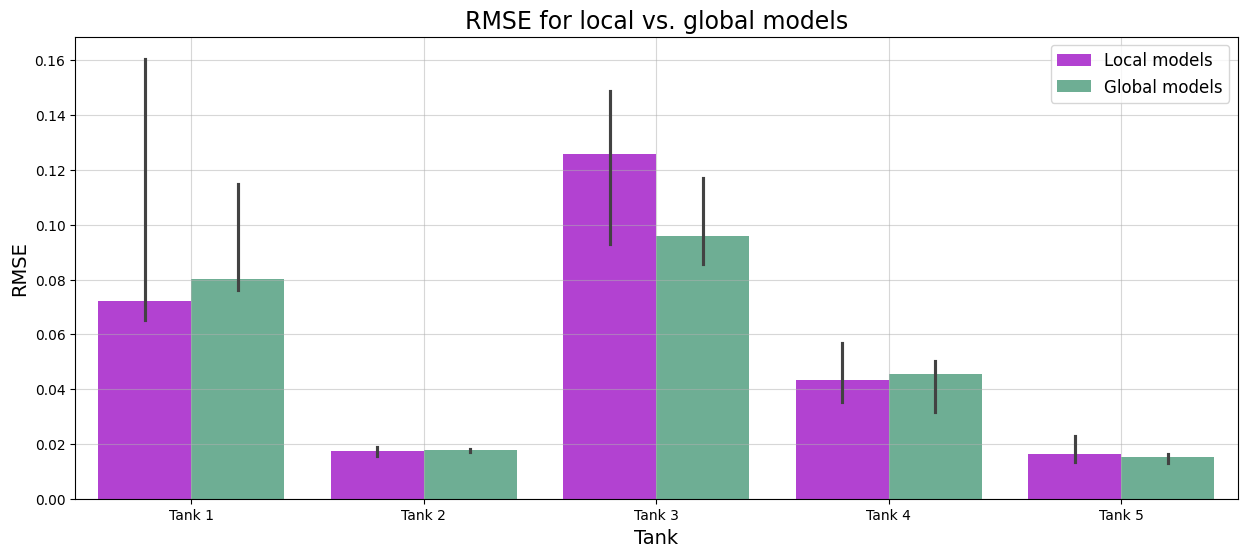 RMSE for local vs. global models
Local models
Global models
RMSE
0.16
0.14
0.12
0.10
0.08
0.06
0.04
0.02
0.00
Tank 1 Tank 2 Tank 3 Tank 4 Tank 5
Tank